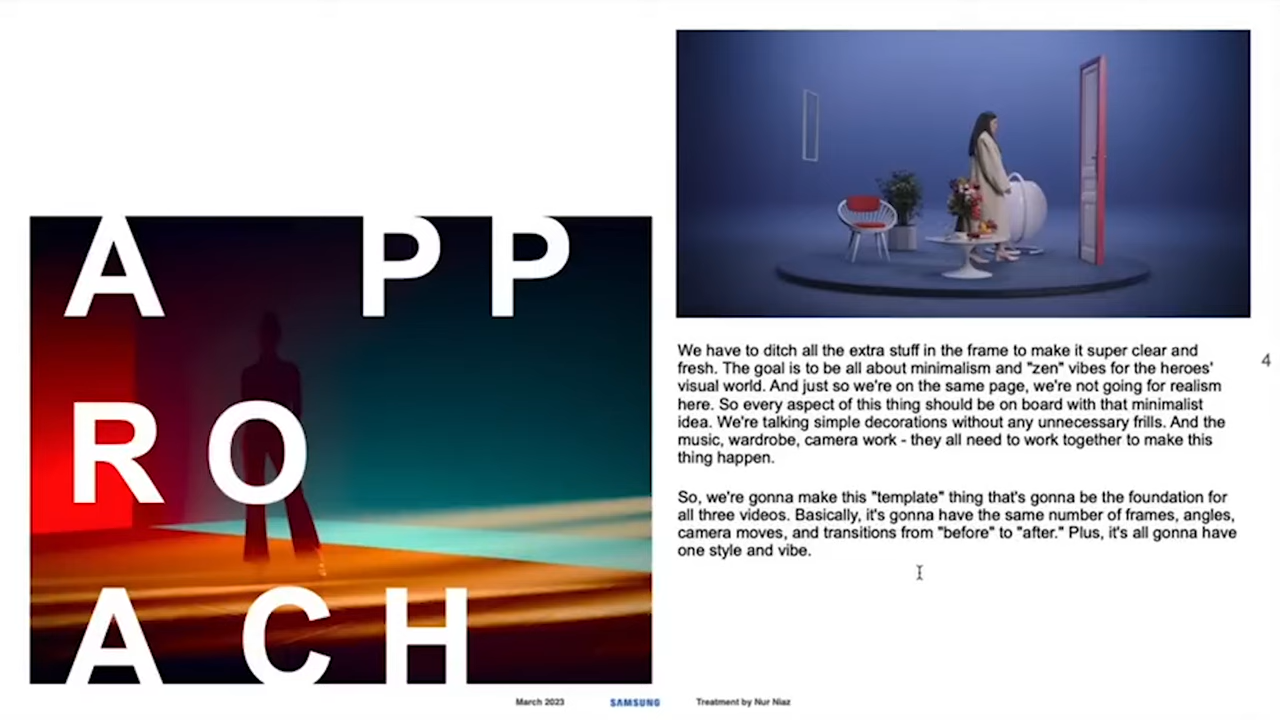 A PP
RO
A CH
We have to ditch all the extra stuff in the frame to make it super clear and
fresh. The goal is to be all about minimalism and "zen" vibes for the heroes'
visual world. And just so we're on the same page, we're not going for realism
here. So every aspect of this thing should be on board with that minimalist
idea. We're talking simple decorations without any unnecessary frills. And the
music, wardrobe, camera work - they all need to work together to make this
thing happen.
So, we're gonna make this "template" thing that's gonna be the foundation for
all three videos. Basically, it's gonna have the same number of frames, angles,
camera moves, and transitions from "before" to "after." Plus, it's all gonna have
one style and vibe.
4
March 2023 SAMSUNG Treatment by Nur Niaz